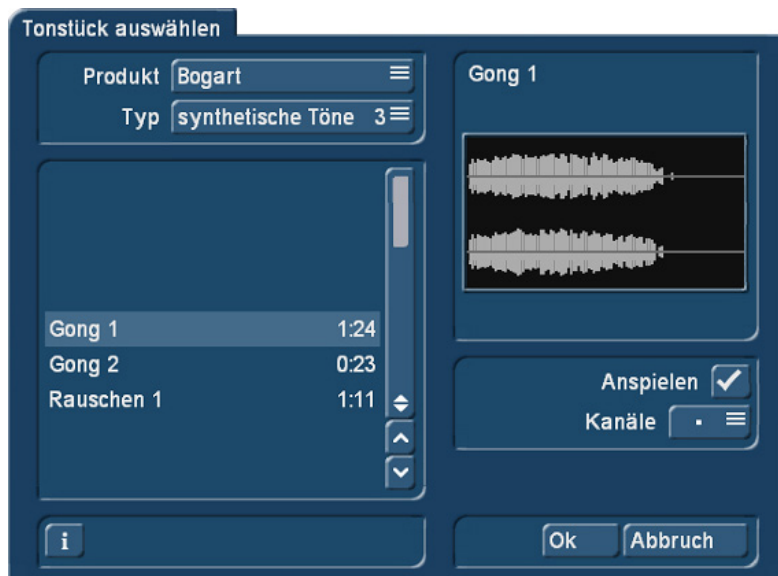 Tonstück auswählen
Produkt Bogart
Typ synthetische Töne 3
Gong 1 1:24
Gong 2 0:23
Rauschen 1 1:11
i
Gong 1
Anspielen
Kanäle
Ok Abbruch